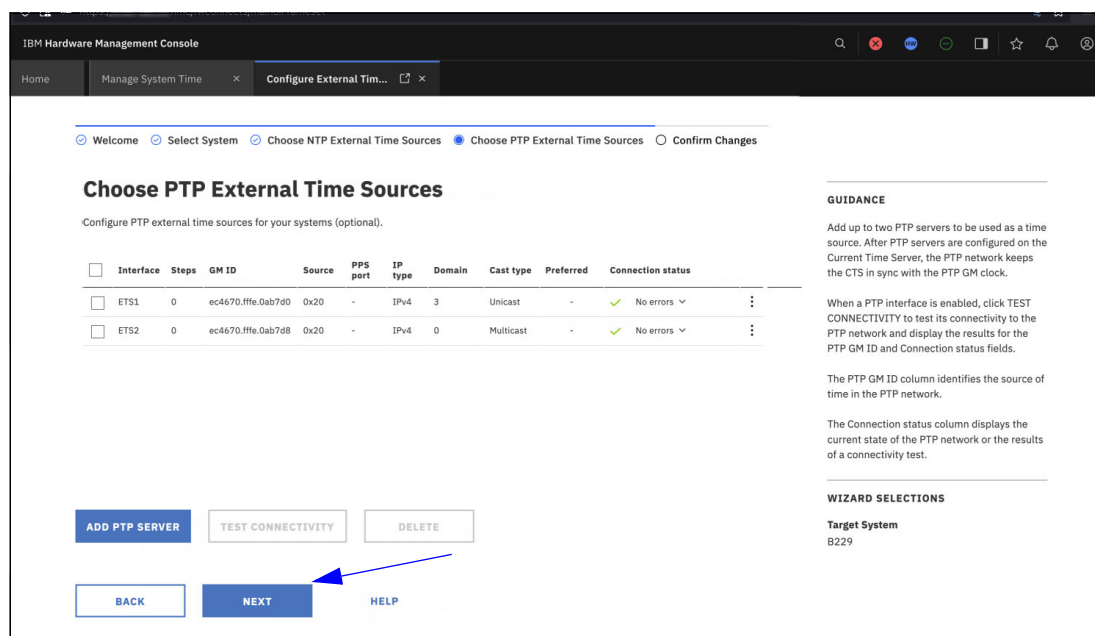 IBM Hardware Management Console
HW
Home
Manage System Time ×
Configure External Tim... ×
Welcome Select System Choose NTP External Time Sources Choose PTP External Time Sources Confirm Changes
Choose PTP External Time Sources
Configure PTP external time sources for your systems (optional).
Interface Steps GM ID Source PPS port IP type Domain Cast type Preferred Connection status
ETS1 0 ec4670.fffe.0ab7d0 0x20 - IPv4 3 Unicast - No errors
ETS2 0 ec4670.fffe.0ab7d8 0x20 - IPv4 0 Multicast - No errors
ADD PTP SERVER TEST CONNECTIVITY DELETE
BACK NEXT HELP
GUIDANCE
Add up to two PTP servers to be used as a time
source. After PTP servers are configured on the
Current Time Server, the PTP network keeps
the CTS in sync with the PTP GM clock.
When a PTP interface is enabled, click TEST
CONNECTIVITY to test its connectivity to the
PTP network and display the results for the
PTP GM ID and Connection status fields.
The PTP GM ID column identifies the source of
time in the PTP network.
The Connection status column displays the
current state of the PTP network or the results
of a connectivity test.
WIZARD SELECTIONS
Target System
B229